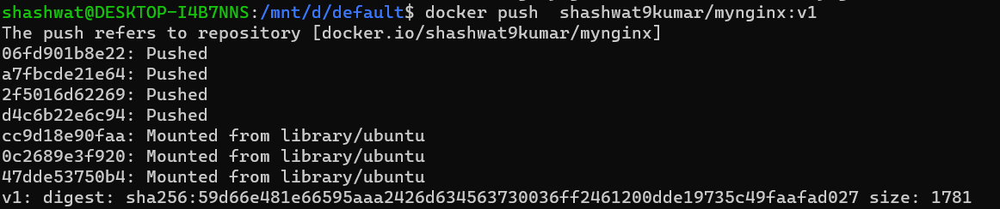 shashwat@DESKTOP-I4B7NNS:/mnt/d/default$ docker push  shashwat9kumar/mynginx:v1
The push refers to repository [docker.io/shashwat9kumar/mynginx]
06fd901b8e22: Pushed
a7fbcde21e64: Pushed
2f5016d62269: Pushed
d4c6b22e6c94: Pushed
cc9d18e90faa: Mounted from library/ubuntu
0c2689e3f920: Mounted from library/ubuntu
47dde53750b4: Mounted from library/ubuntu
v1: digest: sha256:59d66e481e66595aaa2426d634563730036ff2461200dde19735c49faafad027 size: 1781